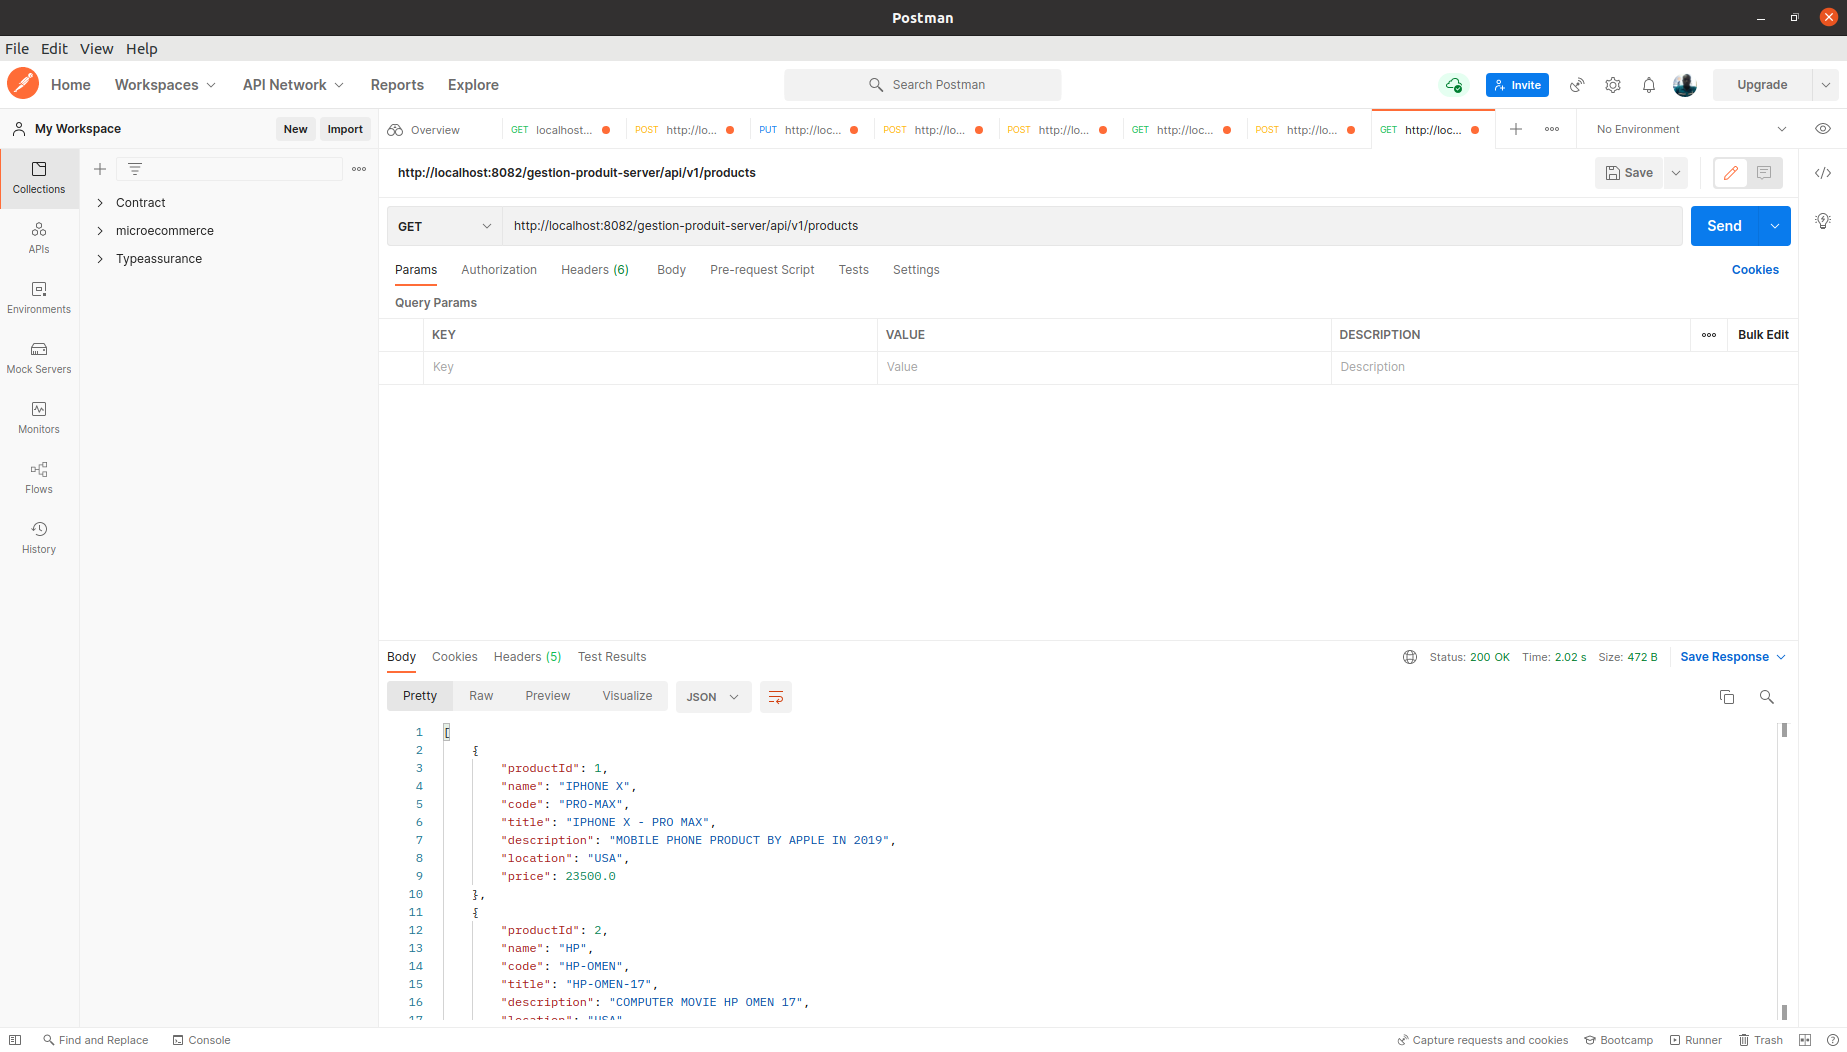 Postman
File Edit View Help
Home Workspaces API Network Reports Explore Search Postman Invite Upgrade
My Workspace New Import Overview GET localhost... POST http://lo... PUT http://loc... POST http://lo... POST http://lo... GET http://loc... POST http://lo... GET http://loc... No Environment
Collections
APIs
Environments
Mock Servers
Monitors
Flows
History
Contract
microecommerce
Typeassurance
http://localhost:8082/gestion-produit-server/api/v1/products Save
GET http://localhost:8082/gestion-produit-server/api/v1/products Send
Params Authorization Headers (6) Body Pre-request Script Tests Settings Cookies
Query Params
KEY VALUE DESCRIPTION Bulk Edit
Key Value Description
Body Cookies Headers (5) Test Results Status: 200 OK Time: 2.02 s Size: 472 B Save Response
Pretty Raw Preview Visualize JSON
1 [
2 {
3 "productId": 1,
4 "name": "IPHONE X",
5 "code": "PRO-MAX",
6 "title": "IPHONE X - PRO MAX",
7 "description": "MOBILE PHONE PRODUCT BY APPLE IN 2019",
8 "location": "USA",
9 "price": 23500.0
10 },
11 {
12 "productId": 2,
13 "name": "HP",
14 "code": "HP-OMEN",
15 "title": "HP-OMEN-17",
16 "description": "COMPUTER MOVIE HP OMEN 17",
17 "location": "USA"
Find and Replace Console Capture requests and cookies Bootcamp Runner Trash